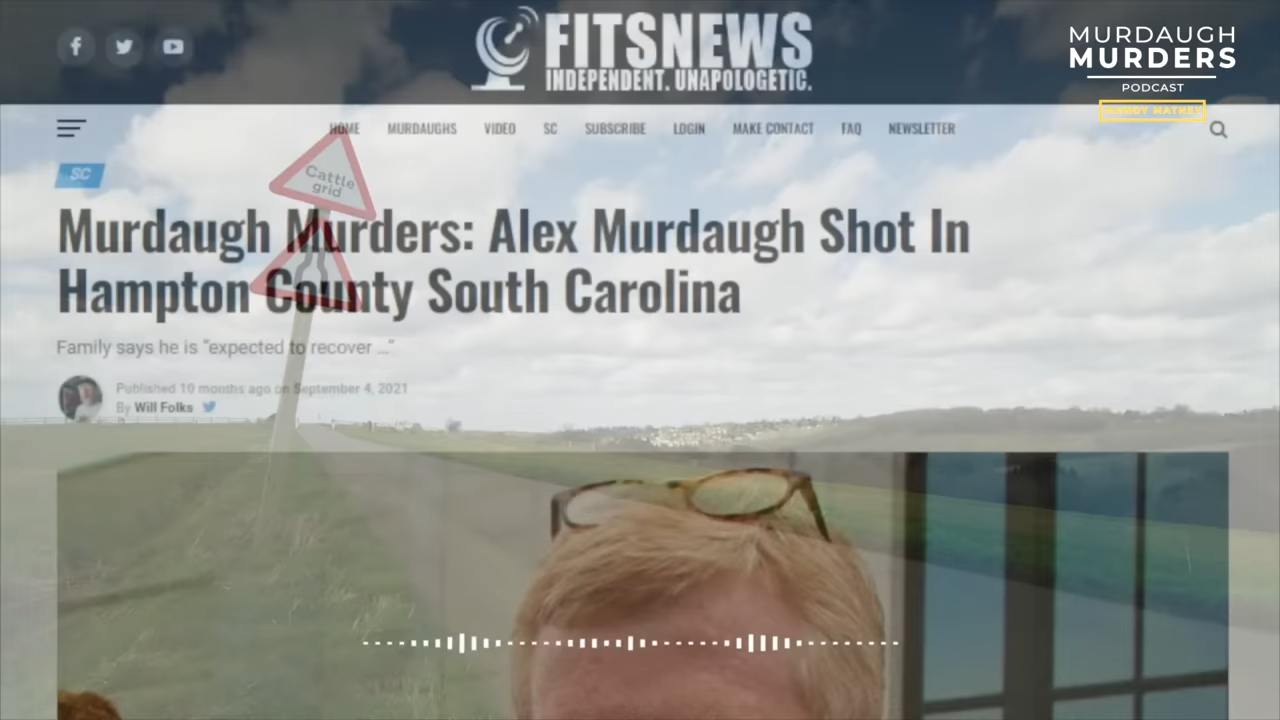 FITSNEWS
INDEPENDENT. UNAPOLOGETIC.
MURDAUGH
MURDERS
PODCAST
MANDY MATNEY
HOME MURDAUGHS VIDEO SC SUBSCRIBE LOGIN MAKE CONTACT FAQ NEWSLETTER
SC
Cattle
grid
Murdaugh Murders: Alex Murdaugh Shot In
Hampton County South Carolina
Family says he is "expected to recover ..."
Published 10 months ago on September 4, 2021
By Will Folks